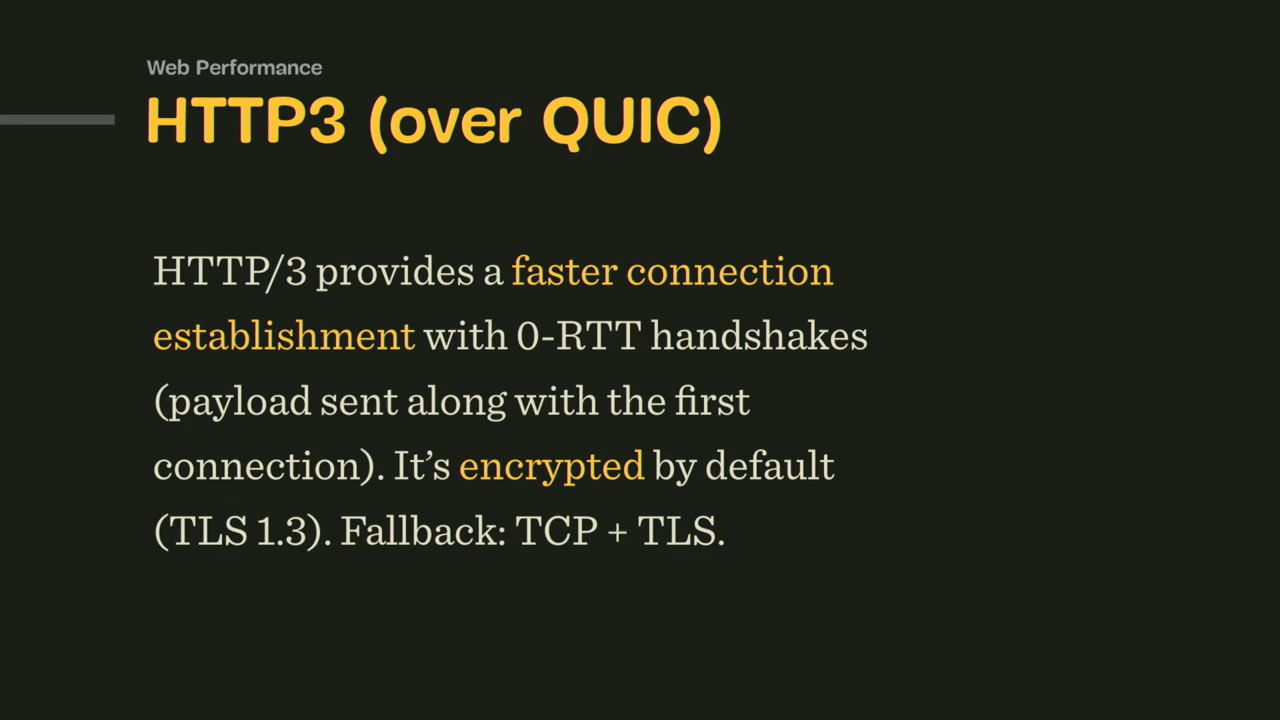 Web Performance
HTTP3 (over QUIC)
HTTP/3 provides a faster connection
establishment with 0-RTT handshakes
(payload sent along with the first
connection). It’s encrypted by default
(TLS 1.3). Fallback: TCP + TLS.